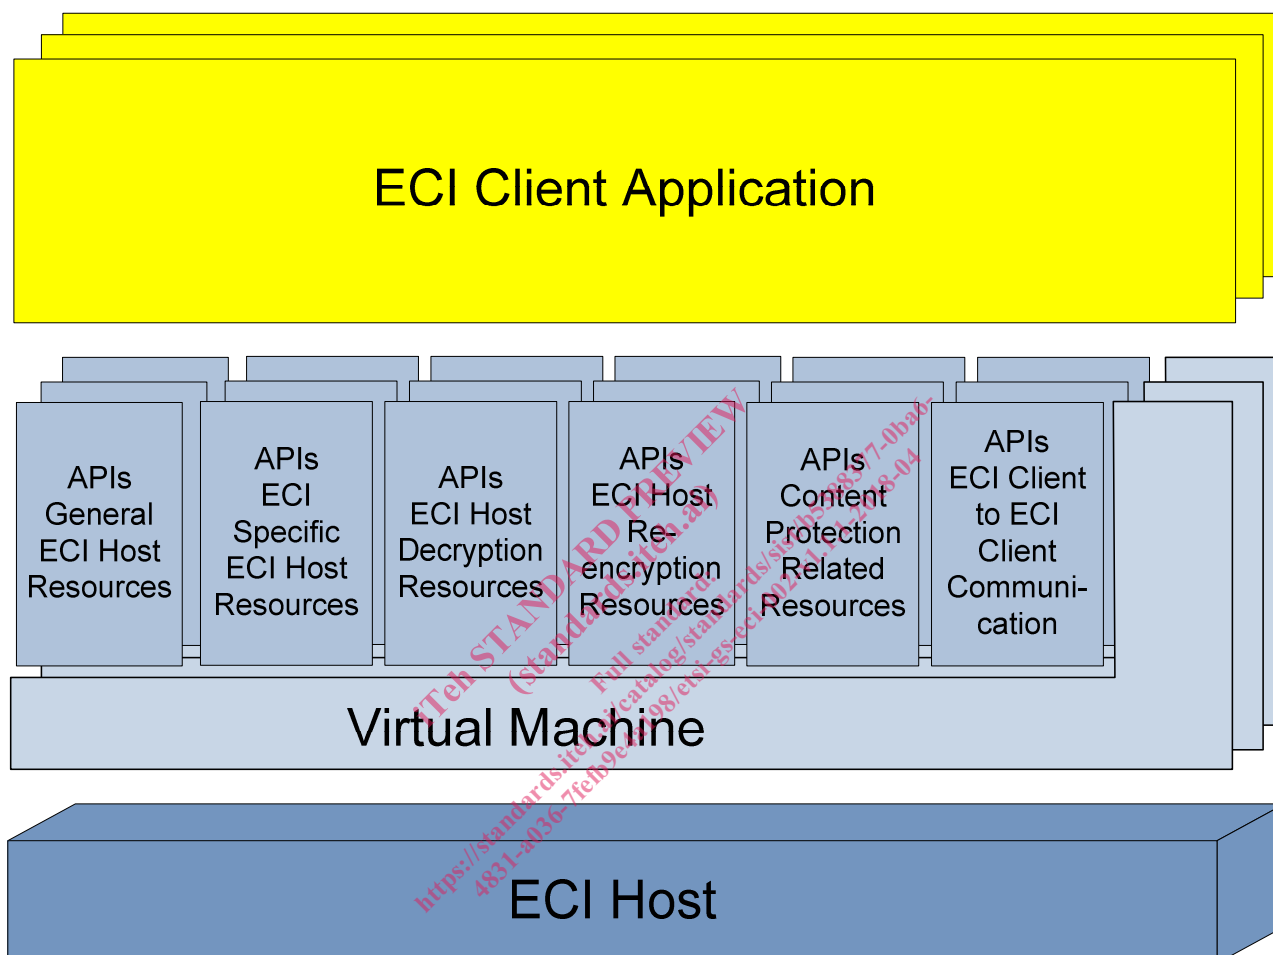 ECI Client Application
APIs
General
ECI Host
Resources
APIs
ECI
Specific
ECI Host
Resources
APIs
ECI Host
Decryption
Resources
APIs
ECI Host
Re-
encryption
Resources
APIs
Content
Protection
Related
Resources
APIs
ECI Client
to ECI
Client
Communi-
cation
Virtual Machine
ECI Host
iTeh STANDARD PREVIEW
(standards.iteh.ai)
Full standard: